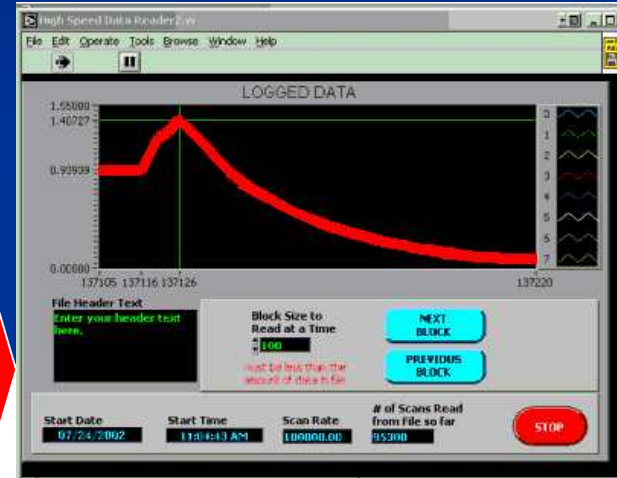 High Speed Data Reader2.vi
File Edit Operate Tools Browse Window Help
LOGGED DATA
1.55000
1.40727
0.93939
0.00000
137105 137116 137126 137220
0
1
2
3
4
5
6
7
File Header Text
Enter your header text
here.
Block Size to
Read at a Time
100
must be less than the
amount of data in file
NEXT
BLOCK
PREVIOUS
BLOCK
Start Date
07/24/2002
Start Time
11:04:43 AM
Scan Rate
100000.00
# of Scans Read
from File so far
95300
STOP